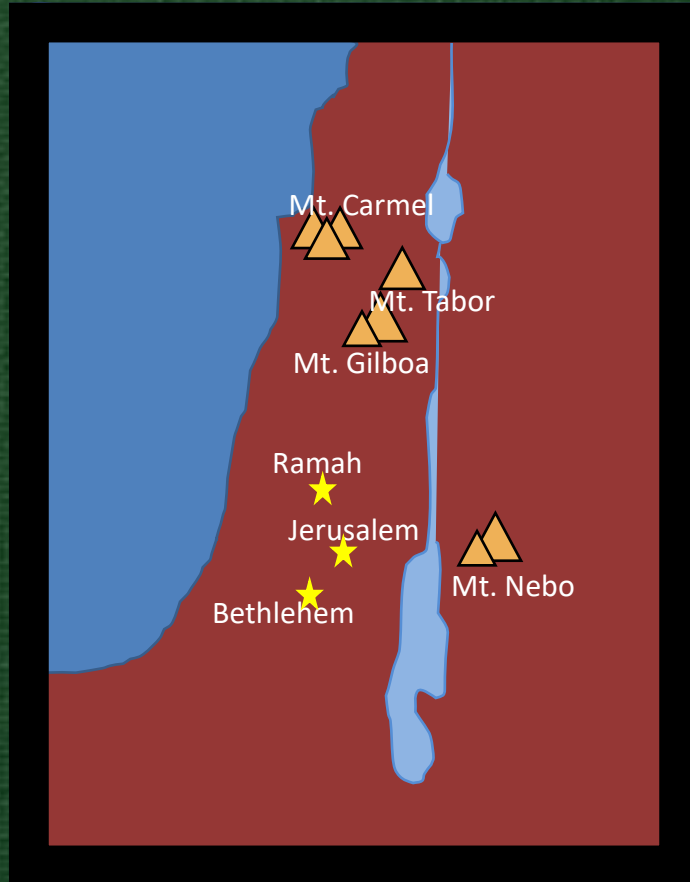 Mt. Carmel
Mt. Tabor
Mt. Gilboa
Ramah
Jerusalem
Mt. Nebo
Bethlehem